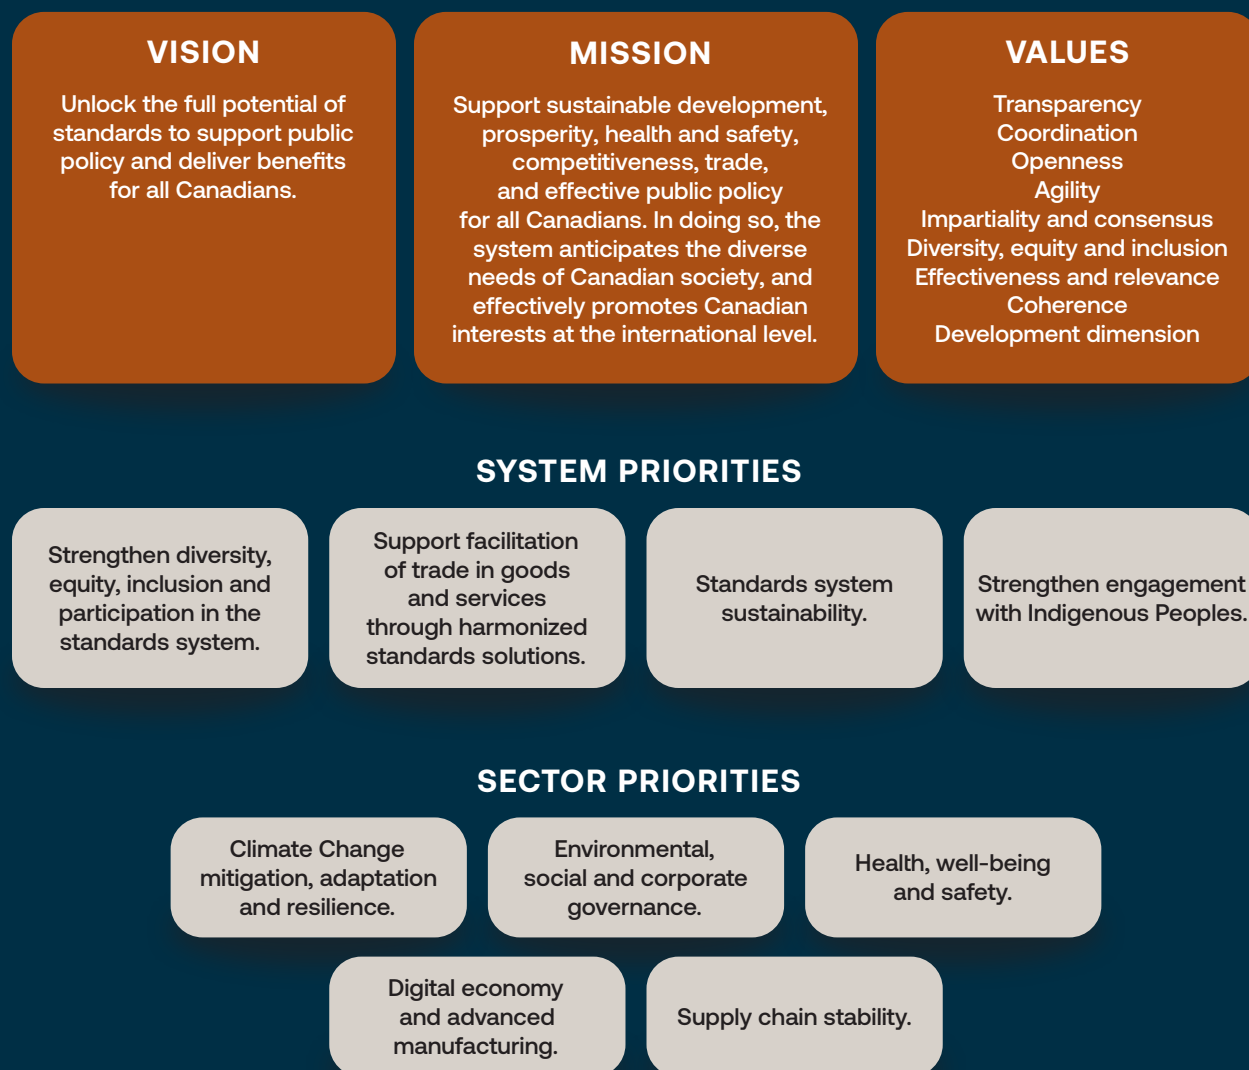 VISION
Unlock the full potential of
standards to support public
policy and deliver benefits
for all Canadians.
MISSION
Support sustainable development,
prosperity, health and safety,
competitiveness, trade,
and effective public policy
for all Canadians. In doing so, the
system anticipates the diverse
needs of Canadian society, and
effectively promotes Canadian
interests at the international level.
VALUES
Transparency
Coordination
Openness
Agility
Impartiality and consensus
Diversity, equity and inclusion
Effectiveness and relevance
Coherence
Development dimension
SYSTEM PRIORITIES
Strengthen diversity,
equity, inclusion and
participation in the
standards system.
Support facilitation
of trade in goods
and services
through harmonized
standards solutions.
Standards system
sustainability.
Strengthen engagement
with Indigenous Peoples.
SECTOR PRIORITIES
Climate Change
mitigation, adaptation
and resilience.
Environmental,
social and corporate
governance.
Health, well-being
and safety.
Digital economy
and advanced
manufacturing.
Supply chain stability.